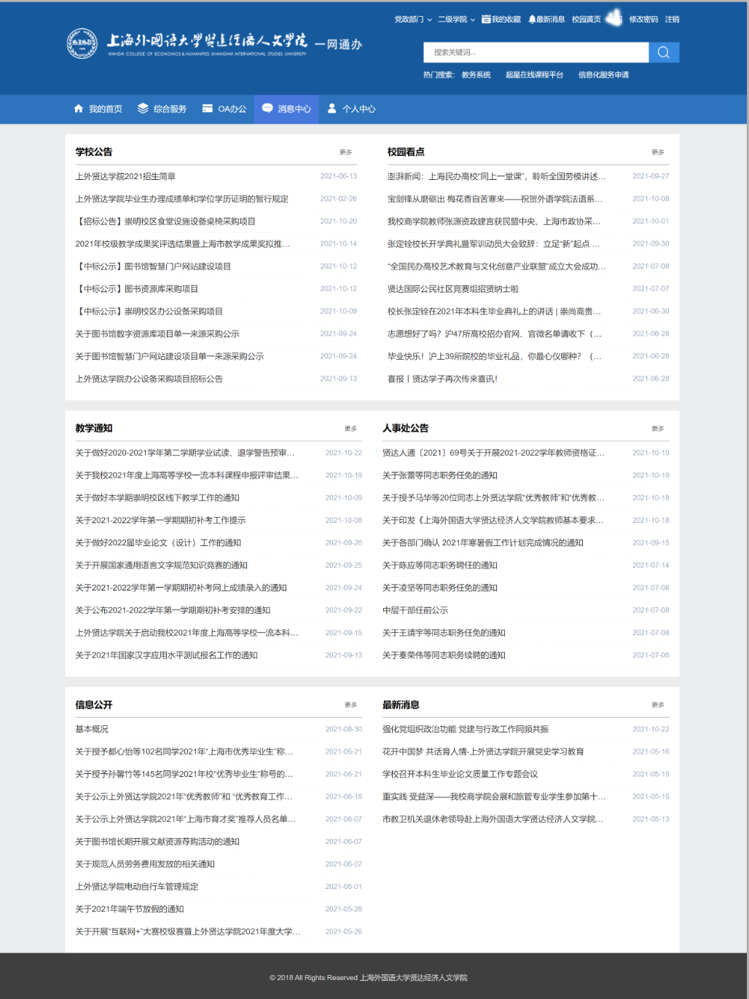 党政部门 二级学院 我的收藏 最新消息 校园黄页 修改密码 注销
上海外国语大学贤达经济人文学院 一网通办
XIANDA COLLEGE OF ECONOMICS & HUMANITIES SHANGHAI INTERNATIONAL STUDIES UNIVERSITY
搜索关键词...
热门搜索： 教务系统 超星在线课程平台 信息化服务申请
我的首页 综合服务 OA办公 消息中心 个人中心
学校公告 更多
上外贤达学院2021招生简章 2021-06-13
上外贤达学院毕业生办理成绩单和学位学历证明的暂行规定 2021-02-26
【招标公告】崇明校区食堂设施设备桌椅采购项目 2021-10-20
2021年校级教学成果奖评选结果暨上海市教学成果奖拟推... 2021-10-14
【中标公示】图书馆智慧门户网站建设项目 2021-10-12
【中标公示】图书资源库采购项目 2021-10-12
【中标公示】崇明校区办公设备采购项目 2021-10-09
关于图书馆数字资源库项目单一来源采购公示 2021-09-24
关于图书馆智慧门户网站建设项目单一来源采购公示 2021-09-24
上外贤达学院办公设备采购项目招标公告 2021-09-13
校园看点 更多
澎湃新闻：上海民办高校“同上一堂课”，聆听全国劳模讲述... 2021-09-27
宝剑锋从磨砺出 梅花香自苦寒来——祝贺外语学院法语系... 2021-10-08
我校商学院教师张源资政建言获民盟中央、上海市政协采... 2021-10-01
张定铨校长开学典礼暨军训动员大会致辞：立足“新”起点 ... 2021-09-30
“全国民办高校艺术教育与文化创意产业联盟”成立大会成功... 2021-07-08
贤达国际公民社区竞赛组招贤纳士啦 2021-07-07
校长张定铨在2021年本科生毕业典礼上的讲话 | 崇尚高贵... 2021-06-30
志愿想好了吗？沪47所高校招办官网、官微名单请收下（... 2021-06-28
毕业快乐！沪上39所院校的毕业礼品，你最心仪哪种？（... 2021-06-28
喜报丨贤达学子再次传来喜讯！ 2021-06-28
教学通知 更多
关于做好2020-2021学年第二学期学业试读、退学警告预审... 2021-10-22
关于我校2021年度上海高等学校一流本科课程申报评审结果... 2021-10-19
关于做好本学期崇明校区线下教学工作的通知 2021-10-09
关于2021-2022学年第一学期期初补考工作提示 2021-10-08
关于做好2022届毕业论文（设计）工作的通知 2021-09-26
关于开展国家通用语言文字规范知识竞赛的通知 2021-09-25
关于2021-2022学年第一学期期初补考网上成绩录入的通知 2021-09-24
关于公布2021-2022学年第一学期期初补考安排的通知 2021-09-22
上外贤达学院关于启动我校2021年度上海高等学校一流本科... 2021-09-15
关于2021年国家汉字应用水平测试报名工作的通知 2021-09-13
人事处公告 更多
贤达人通〔2021〕69号关于开展2021-2022学年教师资格证... 2021-10-19
关于张蕾等同志职务任免的通知 2021-10-19
关于授予马华等20位同志上外贤达学院“优秀教师”和“优秀教... 2021-10-18
关于印发《上海外国语大学贤达经济人文学院教师基本要求... 2021-10-18
关于各部门确认 2021年寒暑假工作计划完成情况的通知 2021-09-15
关于陈应等同志职务聘任的通知 2021-07-14
关于凌坚等同志职务任免的通知 2021-07-08
中层干部任前公示 2021-07-08
关于王靖宇等同志职务任免的通知 2021-07-08
关于秦荣伟等同志职务续聘的通知 2021-07-06
信息公开 更多
基本概况 2021-08-30
关于授予都心怡等102名同学2021年“上海市优秀毕业生”称... 2021-06-21
关于授予孙馨竹等145名同学2021年校“优秀毕业生”称号的... 2021-06-21
关于公示上外贤达学院2021年“优秀教师”和 “优秀教育工作... 2021-06-18
关于公示上外贤达学院2021年“上海市育才奖”推荐人员名单... 2021-06-07
关于图书馆长期开展文献资源荐购活动的通知 2021-06-07
关于规范人员劳务费用发放的相关通知 2021-06-07
上外贤达学院电动自行车管理规定 2021-06-01
关于2021年端午节放假的通知 2021-05-28
关于开展“互联网+”大赛校级赛暨上外贤达学院2021年度大学... 2021-05-26
最新消息 更多
强化党组织政治功能 党建与行政工作同频共振 2021-10-22
花开中国梦 共话育人情-上外贤达学院开展党史学习教育 2021-05-16
学校召开本科生毕业论文质量工作专题会议 2021-05-15
重实践 受益深——我校商学院会展和旅管专业学生参加第十... 2021-05-15
市教卫机关退休老领导赴上海外国语大学贤达经济人文学院... 2021-05-13
© 2018 All Rights Reserved 上海外国语大学贤达经济人文学院